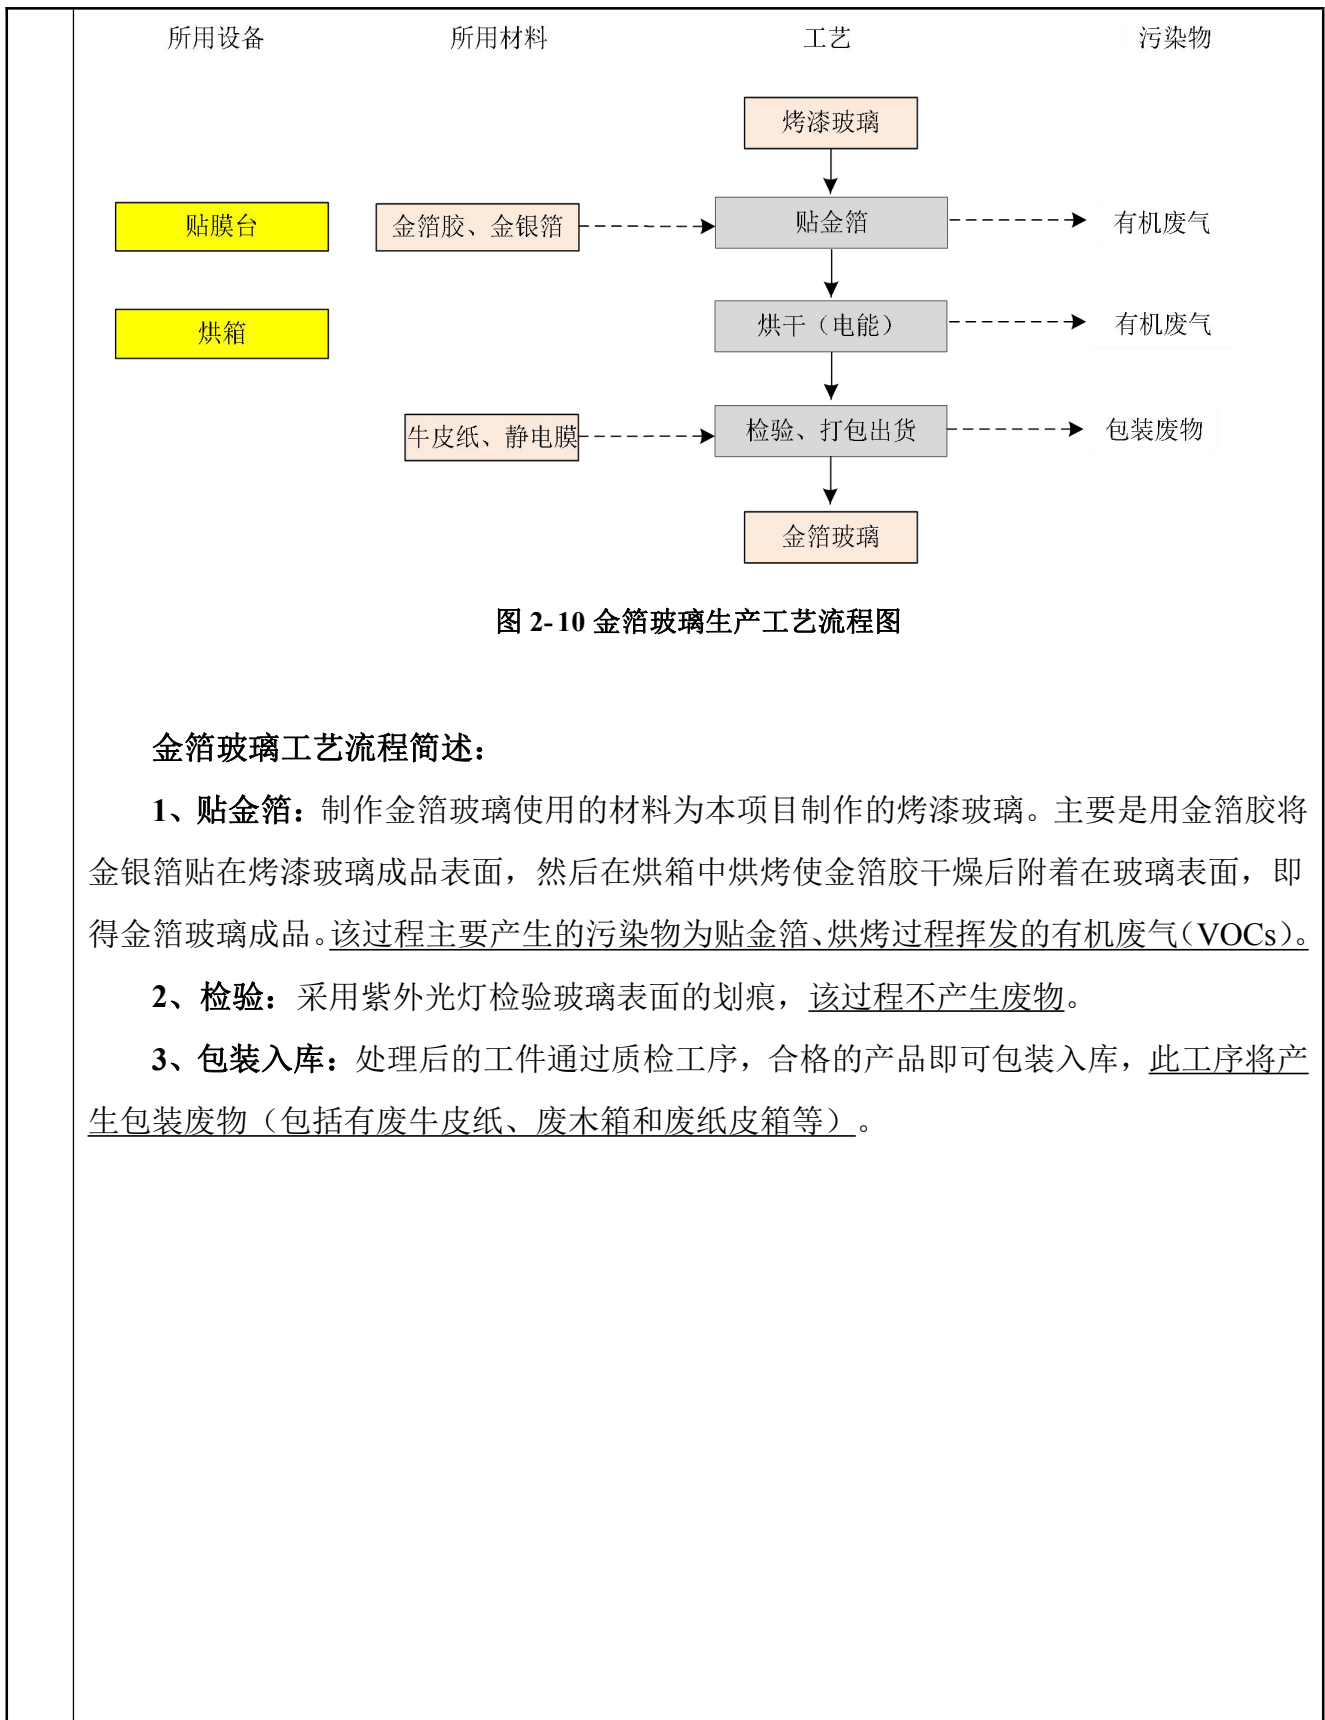 所用设备 所用材料 工艺 污染物
烤漆玻璃
贴膜台 金箔胶、金银箔 贴金箔 有机废气
烘箱 烘干（电能） 有机废气
牛皮纸、静电膜 检验、打包出货 包装废物
金箔玻璃
图 2-10 金箔玻璃生产工艺流程图
金箔玻璃工艺流程简述：
1、贴金箔：制作金箔玻璃使用的材料为本项目制作的烤漆玻璃。主要是用金箔胶将
金银箔贴在烤漆玻璃成品表面，然后在烘箱中烘烤使金箔胶干燥后附着在玻璃表面，即
得金箔玻璃成品。该过程主要产生的污染物为贴金箔、烘烤过程挥发的有机废气（VOCs）。
2、检验：采用紫外光灯检验玻璃表面的划痕，该过程不产生废物。
3、包装入库：处理后的工件通过质检工序，合格的产品即可包装入库，此工序将产
生包装废物（包括有废牛皮纸、废木箱和废纸皮箱等）。